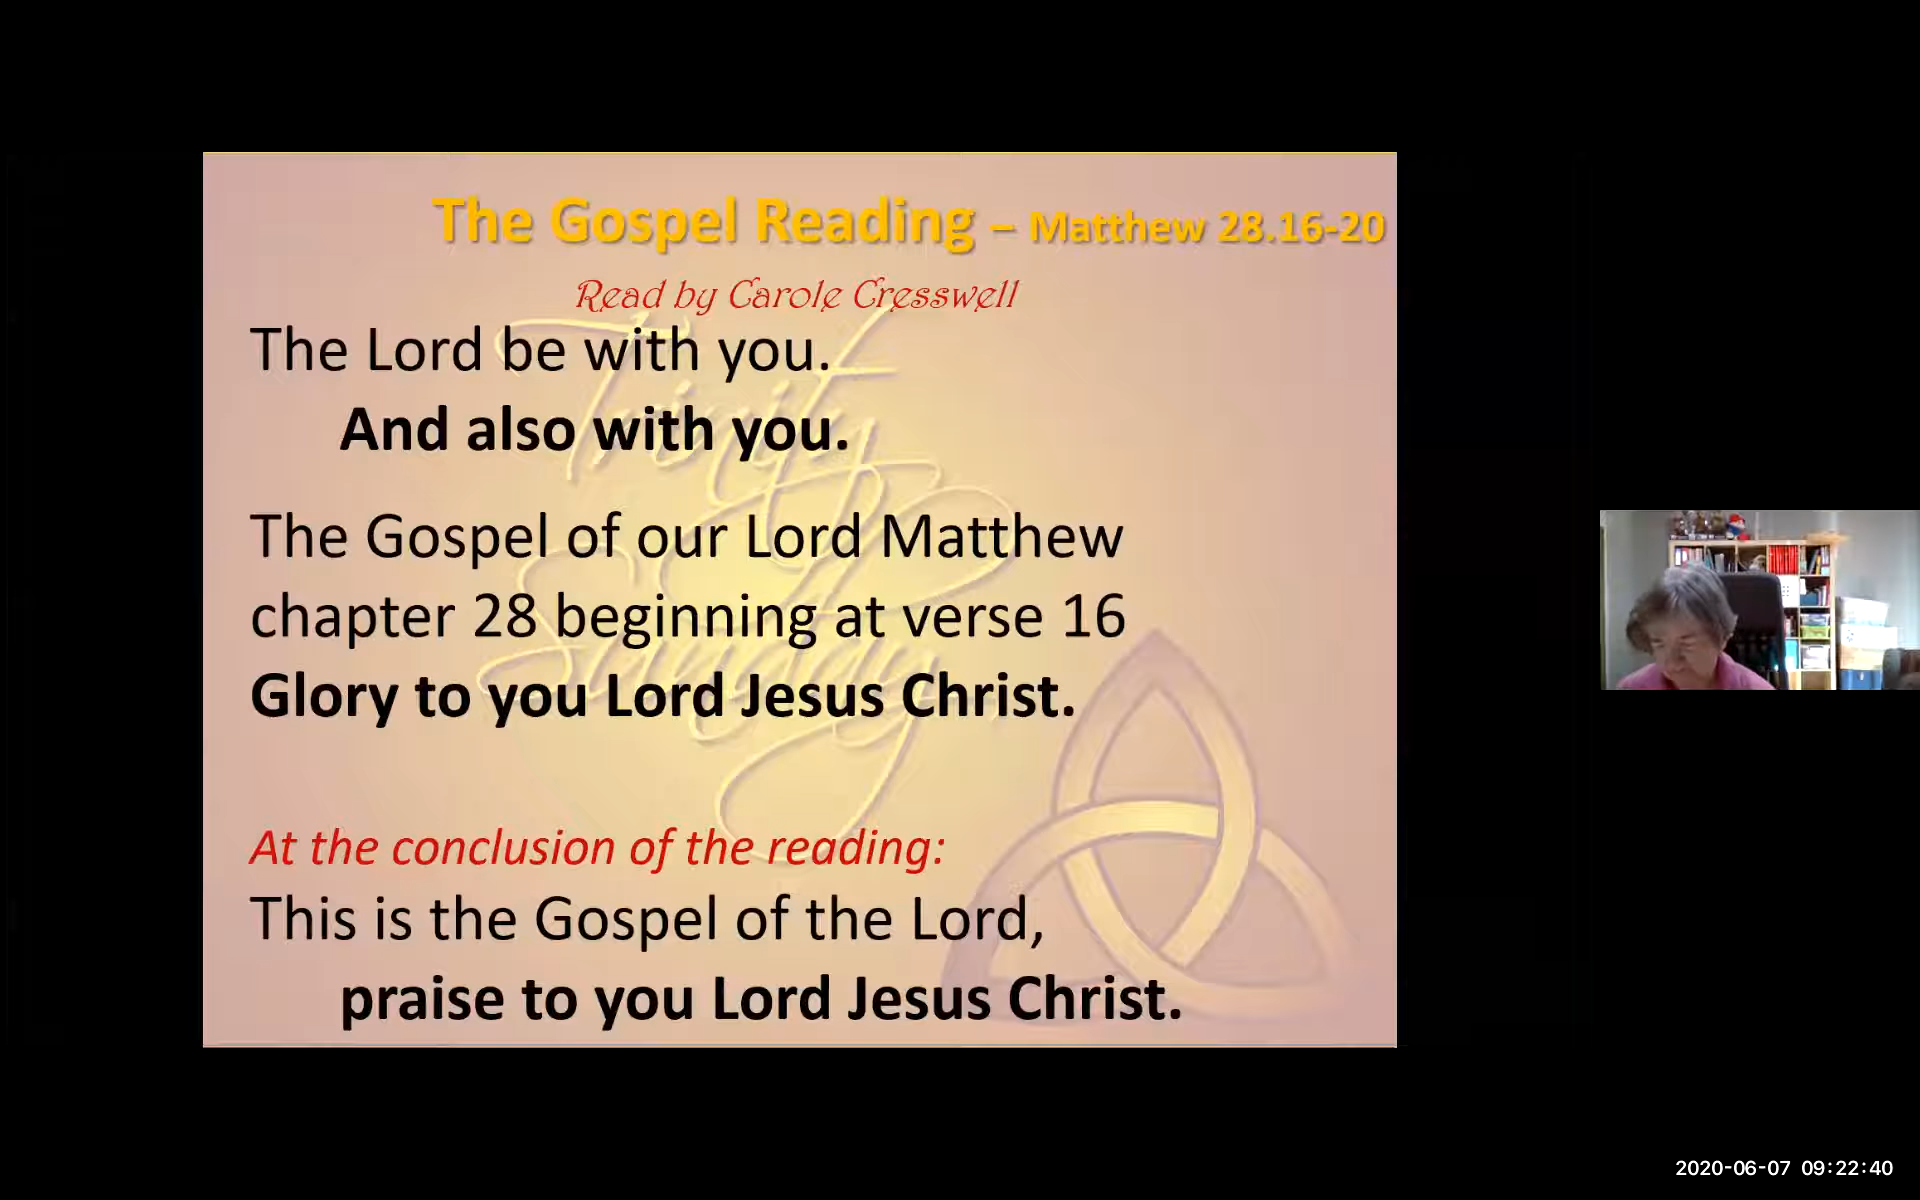 The Gospel Reading – Matthew 28.16-20
Read by Carole Cresswell
The Lord be with you.
And also with you.
The Gospel of our Lord Matthew
chapter 28 beginning at verse 16
Glory to you Lord Jesus Christ.
At the conclusion of the reading:
This is the Gospel of the Lord,
praise to you Lord Jesus Christ.
Trinity
Sunday
2020-06-07 09:22:40